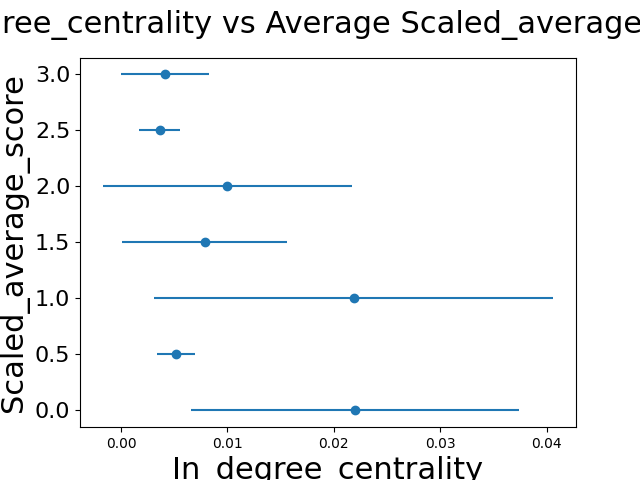 ree_centrality vs Average Scaled_average
Scaled_average_score
3.0
2.5
2.0
1.5
1.0
0.5
0.0
0.00 0.01 0.02 0.03 0.04
In_degree_centrality